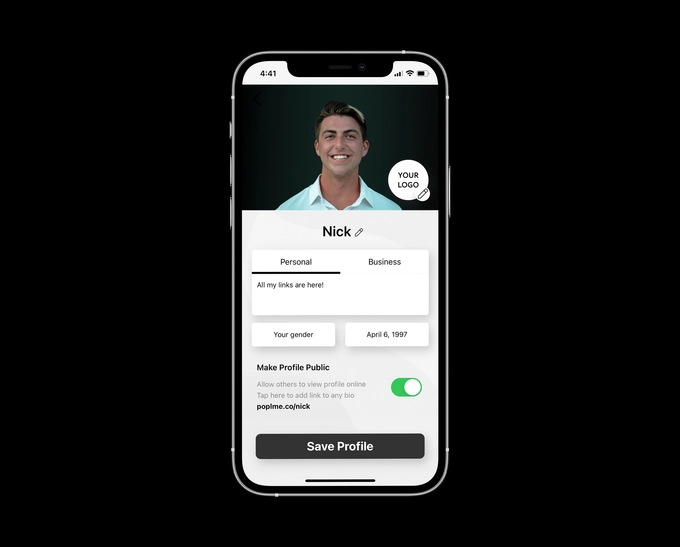 4:41
YOUR
LOGO
Nick
Personal
Business
All my links are here!
Your gender
April 6, 1997
Make Profile Public
Allow others to view profile online
Tap here to add link to any bio
poplme.co/nick
Save Profile